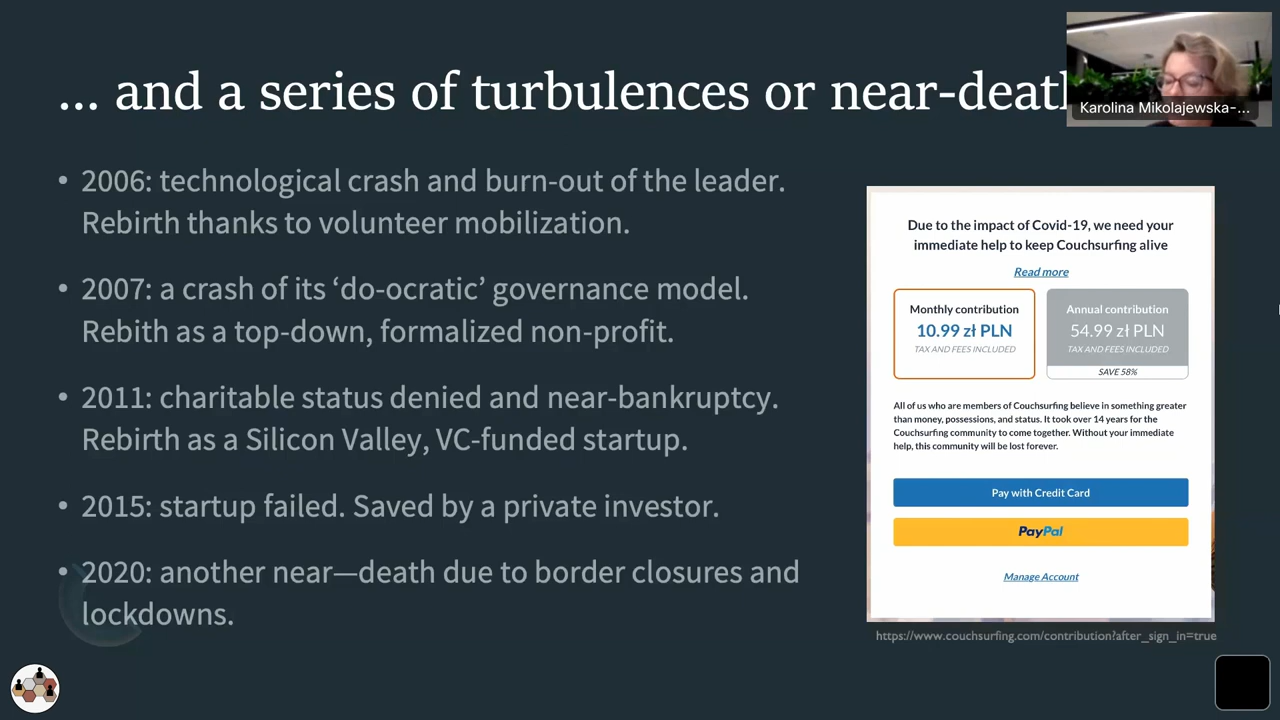 ... and a series of turbulences or near-death
Karolina Mikolajewska-...
• 2006: technological crash and burn-out of the leader.
Rebirth thanks to volunteer mobilization.
• 2007: a crash of its ‘do-ocratic’ governance model.
Rebith as a top-down, formalized non-profit.
• 2011: charitable status denied and near-bankruptcy.
Rebirth as a Silicon Valley, VC-funded startup.
• 2015: startup failed. Saved by a private investor.
• 2020: another near—death due to border closures and
lockdowns.
Due to the impact of Covid-19, we need your
immediate help to keep Couchsurfing alive
Read more
Monthly contribution
10.99 zł PLN
TAX AND FEES INCLUDED
Annual contribution
54.99 zł PLN
TAX AND FEES INCLUDED
SAVE 58%
All of us who are members of Couchsurfing believe in something greater
than money, possessions, and status. It took over 14 years for the
Couchsurfing community to come together. Without your immediate
help, this community will be lost forever.
Pay with Credit Card
PayPal
Manage Account
https://www.couchsurfing.com/contribution?after_sign_in=true